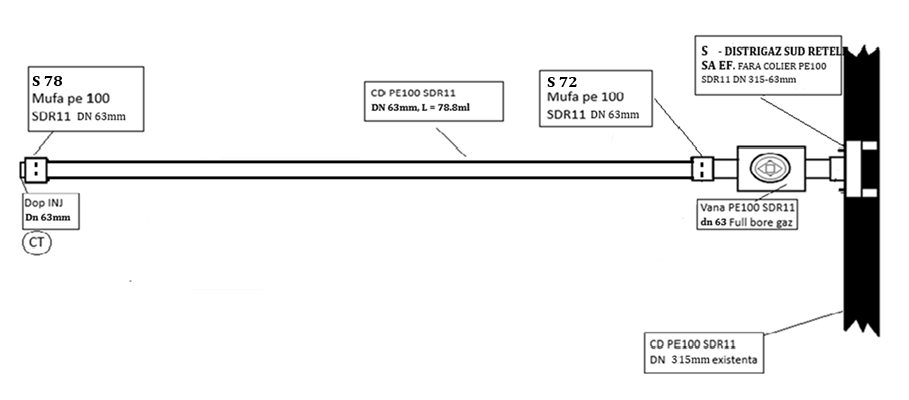 S 78
Mufa pe 100
SDR11 DN 63mm
CD PE100 SDR11
DN 63mm, L = 78.8ml
S 72
Mufa pe 100
SDR11 DN 63mm
S - DISTRIGAZ SUD RETELE
SA EF. FARA COLIER PE100
SDR11 DN 315-63mm
Dop INJ
Dn 63mm
CT
Vana PE100 SDR11
dn 63 Full bore gaz
CD PE100 SDR11
DN 315mm existenta